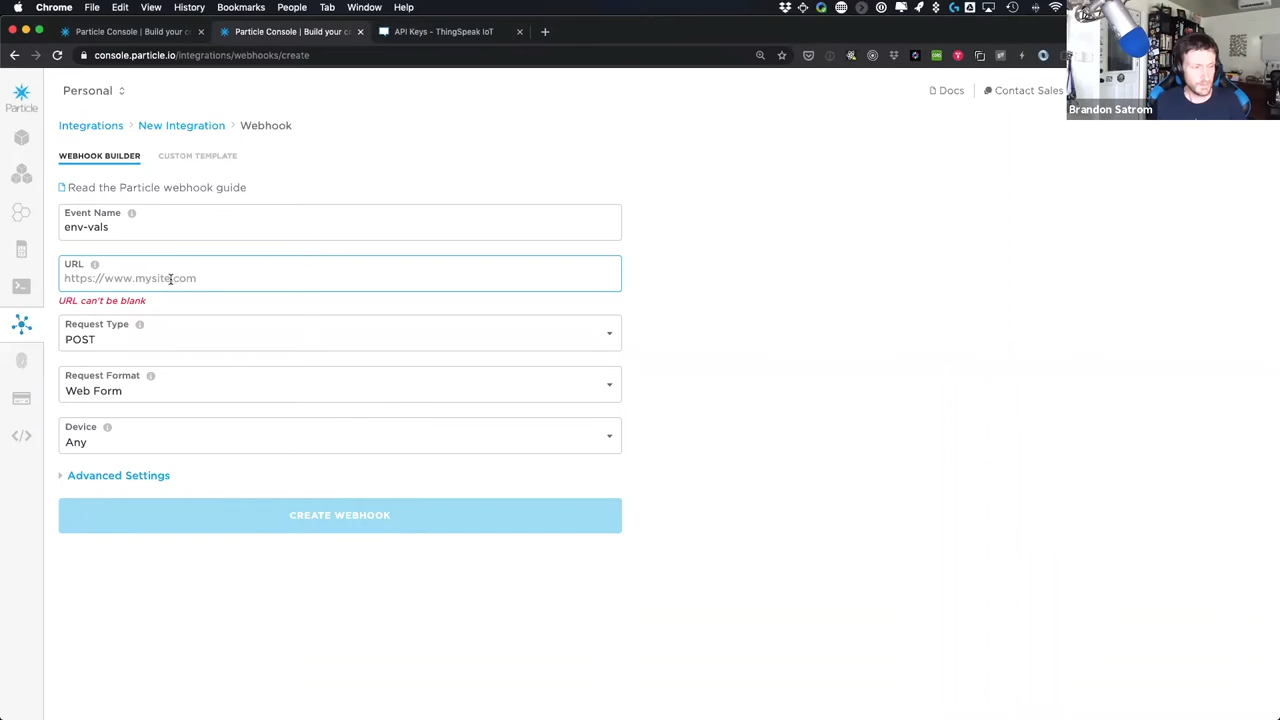 Chrome File Edit View History Bookmarks People Tab Window Help
Particle Console | Build your co
Particle Console | Build your co
API Keys - ThingSpeak IoT
console.particle.io/integrations/webhooks/create
Brandon Satrom
Particle
Personal
Docs
Contact Sales
Integrations > New Integration > Webhook
WEBHOOK BUILDER
CUSTOM TEMPLATE
Read the Particle webhook guide
Event Name
env-vals
URL
https://www.mysite.com
URL can't be blank
Request Type
POST
Request Format
Web Form
Device
Any
Advanced Settings
CREATE WEBHOOK